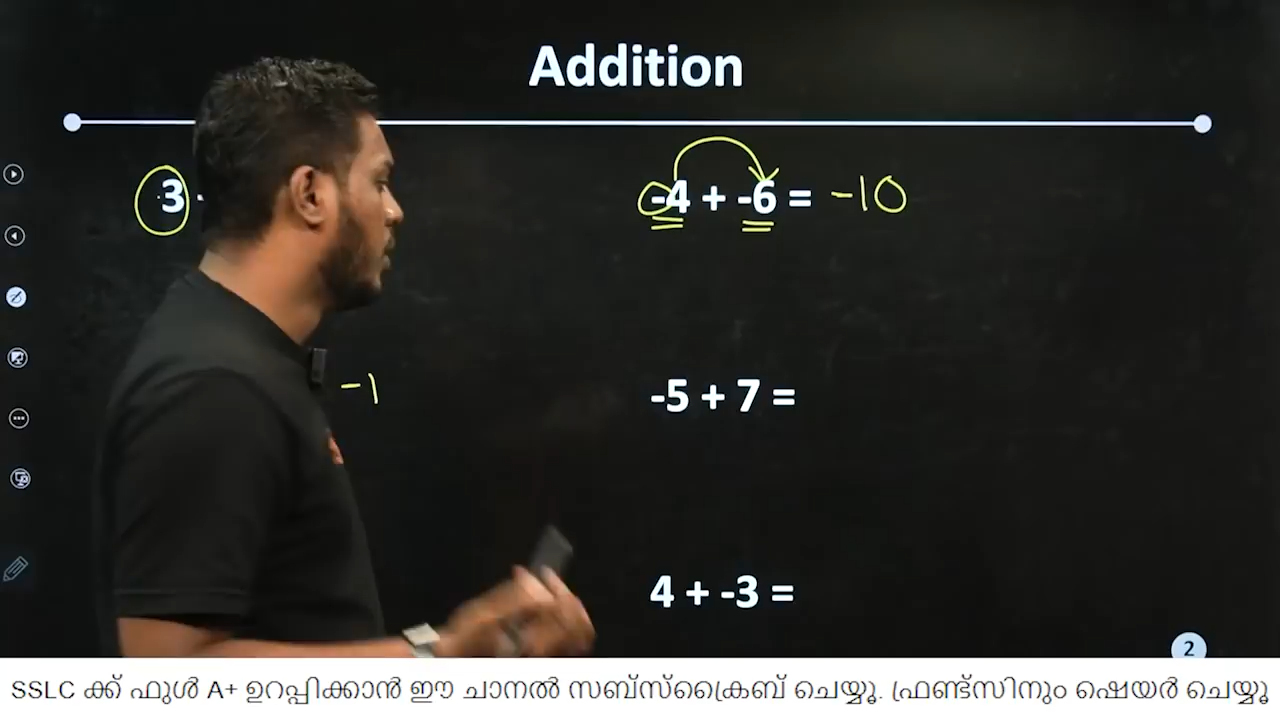 Addition
3
-4 + -6 = -10
-1
-5 + 7 =
4 + -3 =
2
SSLC ക്ക് ഫുൾ A+ ഉറപ്പിക്കാൻ ഈ ചാനൽ സബ്സ്ക്രൈബ് ചെയ്യൂ. ഫ്രണ്ട്സിനും ഷെയർ ചെയ്യൂ